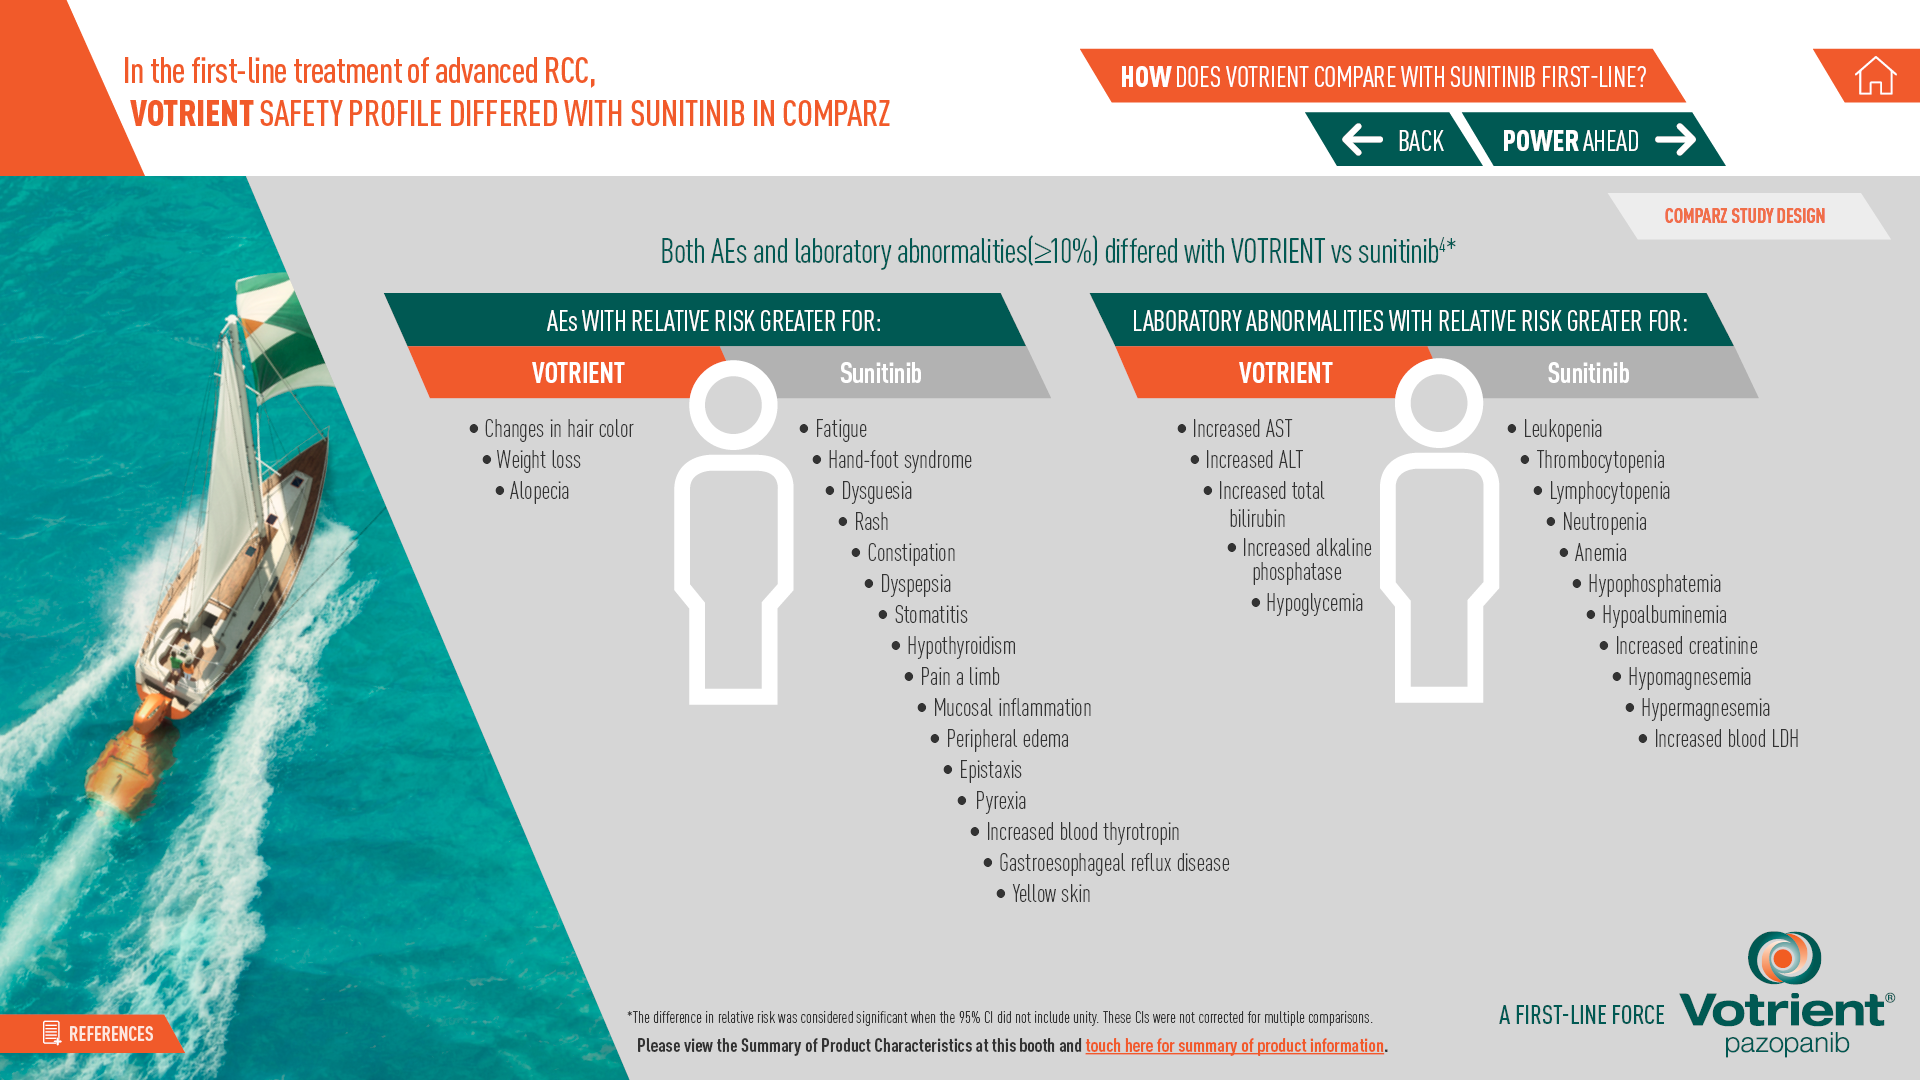 In the first-line treatment of advanced RCC,
VOTRIENT SAFETY PROFILE DIFFERED WITH SUNITINIB IN COMPARZ
HOW DOES VOTRIENT COMPARE WITH SUNITINIB FIRST-LINE?
BACK
POWER AHEAD
COMPARZ STUDY DESIGN
Both AEs and laboratory abnormalities(≥10%) differed with VOTRIENT vs sunitinib4*
AEs WITH RELATIVE RISK GREATER FOR:
VOTRIENT
Sunitinib
• Changes in hair color
• Weight loss
• Alopecia
• Fatigue
• Hand-foot syndrome
• Dysguesia
• Rash
• Constipation
• Dyspepsia
• Stomatitis
• Hypothyroidism
• Pain a limb
• Mucosal inflammation
• Peripheral edema
• Epistaxis
• Pyrexia
• Increased blood thyrotropin
• Gastroesophageal reflux disease
• Yellow skin
LABORATORY ABNORMALITIES WITH RELATIVE RISK GREATER FOR:
VOTRIENT
Sunitinib
• Increased AST
• Increased ALT
• Increased total
bilirubin
• Increased alkaline
phosphatase
• Hypoglycemia
• Leukopenia
• Thrombocytopenia
• Lymphocytopenia
• Neutropenia
• Anemia
• Hypophosphatemia
• Hypoalbuminemia
• Increased creatinine
• Hypomagnesemia
• Hypermagnesemia
• Increased blood LDH
*The difference in relative risk was considered significant when the 95% CI did not include unity. These CIs were not corrected for multiple comparisons.
Please view the Summary of Product Characteristics at this booth and touch here for summary of product information.
REFERENCES
A FIRST-LINE FORCE
Votrient®
pazopanib